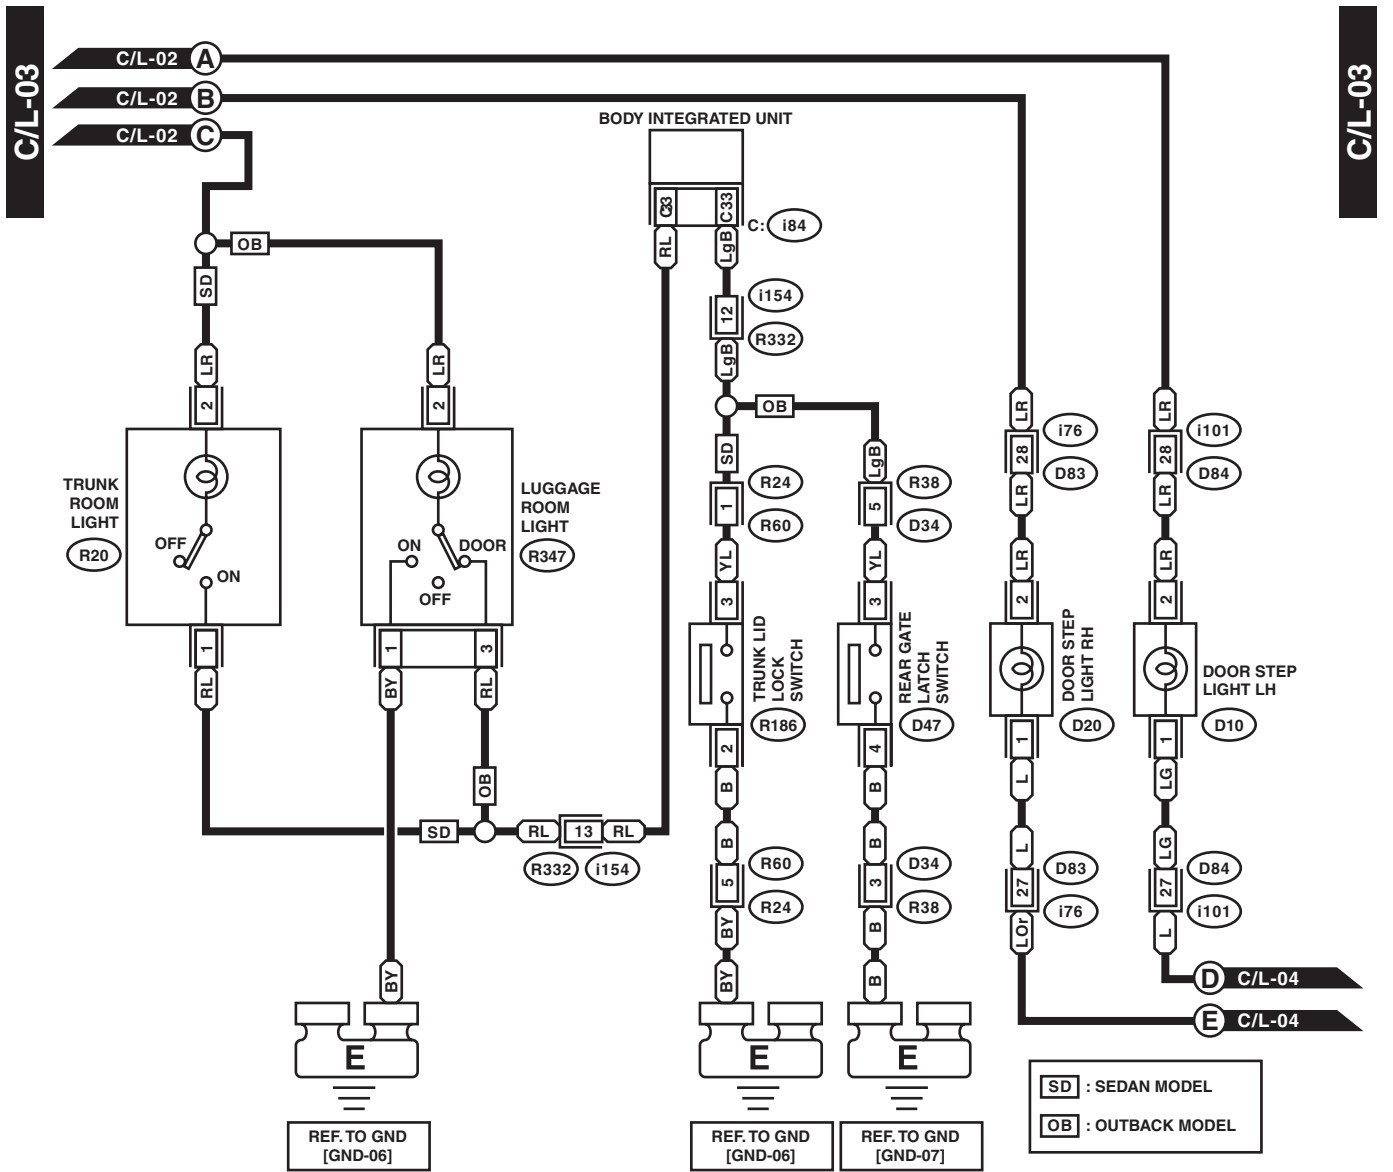 C/L-03
C/L-03
C/L-02 A
C/L-02 B
C/L-02 C
BODY INTEGRATED UNIT
C33
C33
C: i84
RL
LgB
OB
SD
i154
12
R332
LgB
LR
LR
2
2
OB
SD
LgB
LR
LR
i76
i101
28
28
D83
D84
LR
LR
R24
R38
1
5
R60
D34
TRUNK
ROOM
LIGHT
R20
OFF
ON
LUGGAGE
ROOM
LIGHT
R347
ON
DOOR
OFF
YL
YL
LR
LR
3
3
2
2
1
1
3
RL
BY
RL
TRUNK LID
LOCK
SWITCH
R186
REAR GATE
LATCH
SWITCH
D47
DOOR STEP
LIGHT RH
D20
DOOR STEP
LIGHT LH
D10
2
4
1
1
B
B
L
LG
OB
SD
RL
13
RL
R332
i154
B
B
L
LG
R60
D34
D83
D84
5
3
27
27
R24
R38
i76
i101
BY
B
LOr
L
BY
BY
B
D C/L-04
E C/L-04
E
E
E
REF. TO GND
[GND-06]
REF. TO GND
[GND-06]
REF. TO GND
[GND-07]
SD : SEDAN MODEL
OB : OUTBACK MODEL